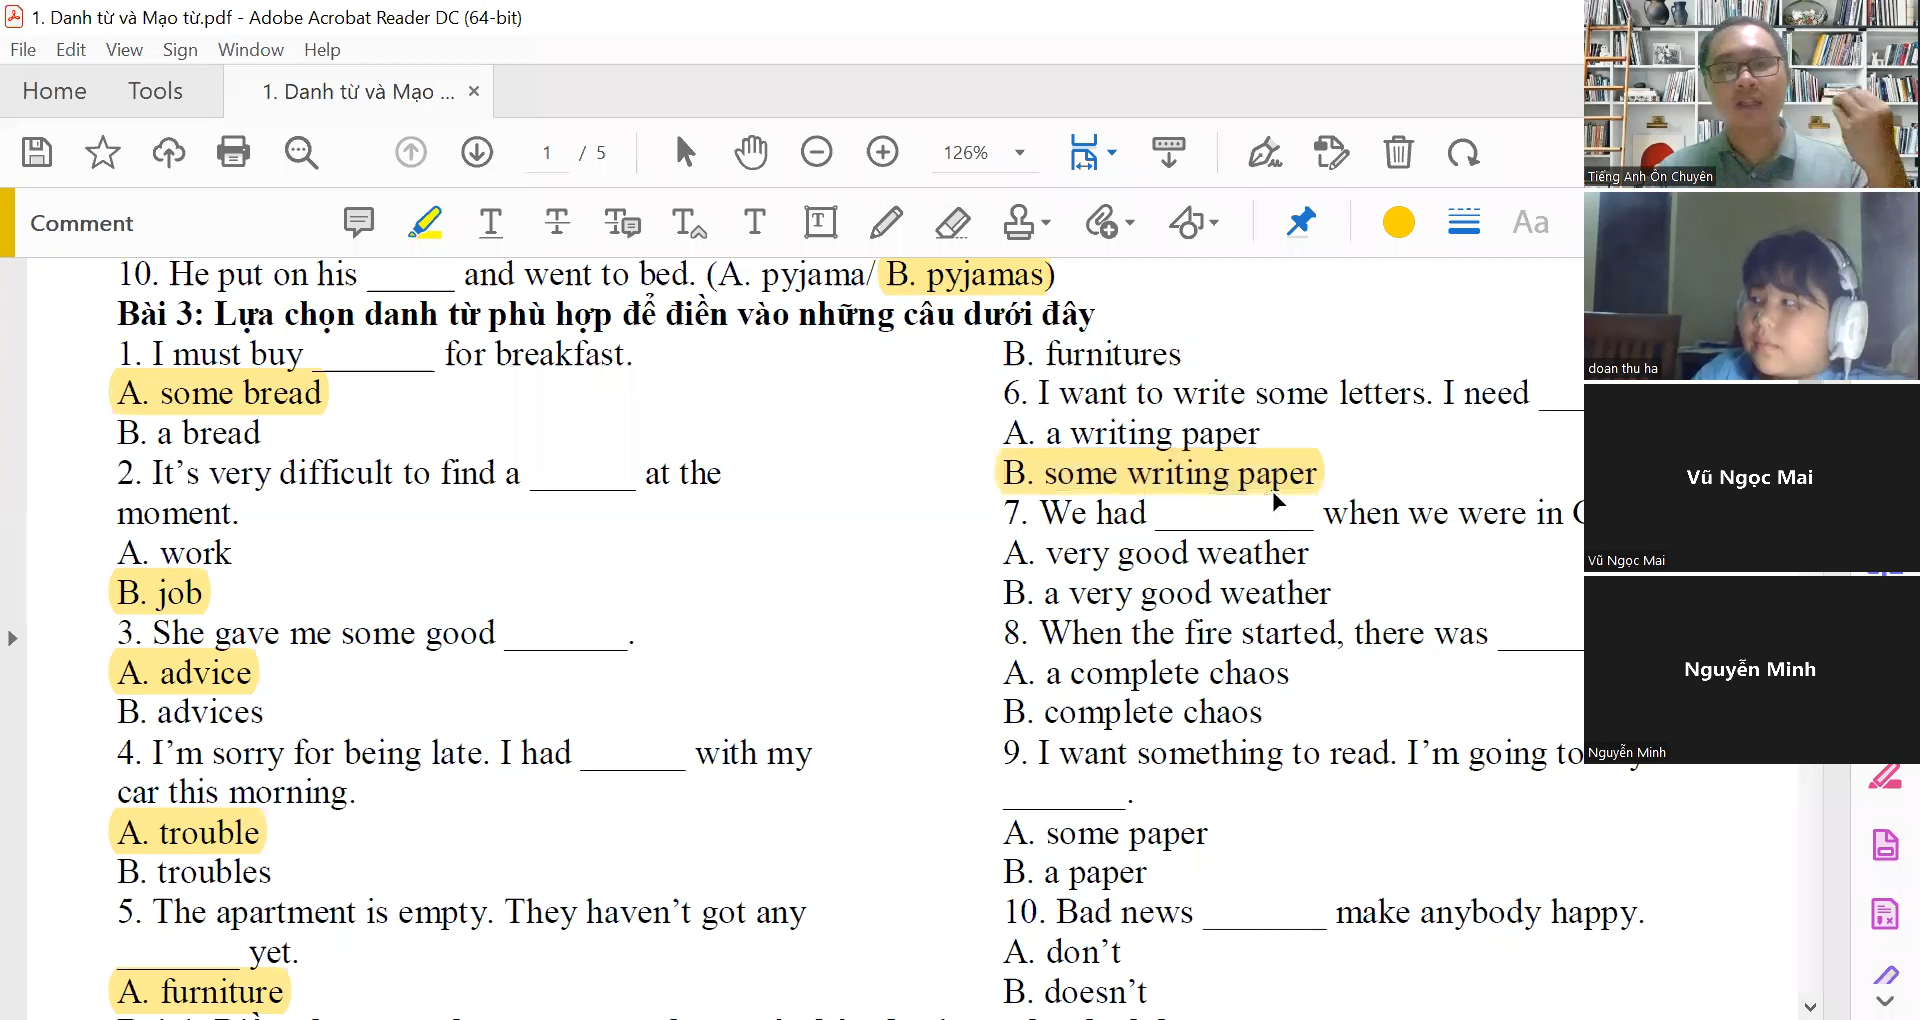 1. Danh từ và Mạo từ.pdf - Adobe Acrobat Reader DC (64-bit)
File Edit View Sign Window Help
Home Tools 1. Danh từ và Mạo ... ×
1 / 5 126%
Comment Aa
10. He put on his _____ and went to bed. (A. pyjama/ B. pyjamas)
Bài 3: Lựa chọn danh từ phù hợp để điền vào những câu dưới đây
1. I must buy _______ for breakfast.
A. some bread
B. a bread
2. It’s very difficult to find a ______ at the
moment.
A. work
B. job
3. She gave me some good _______.
A. advice
B. advices
4. I’m sorry for being late. I had ______ with my
car this morning.
A. trouble
B. troubles
5. The apartment is empty. They haven’t got any
_______ yet.
A. furniture
B. furnitures
6. I want to write some letters. I need ___
A. a writing paper
B. some writing paper
7. We had _________ when we were in
A. very good weather
B. a very good weather
8. When the fire started, there was _____
A. a complete chaos
B. complete chaos
9. I want something to read. I’m going to
_______.
A. some paper
B. a paper
10. Bad news _______ make anybody happy.
A. don’t
B. doesn’t
Tiếng Anh Ôn Chuyên
doan thu ha
Vũ Ngọc Mai
Vũ Ngọc Mai
Nguyễn Minh
Nguyễn Minh